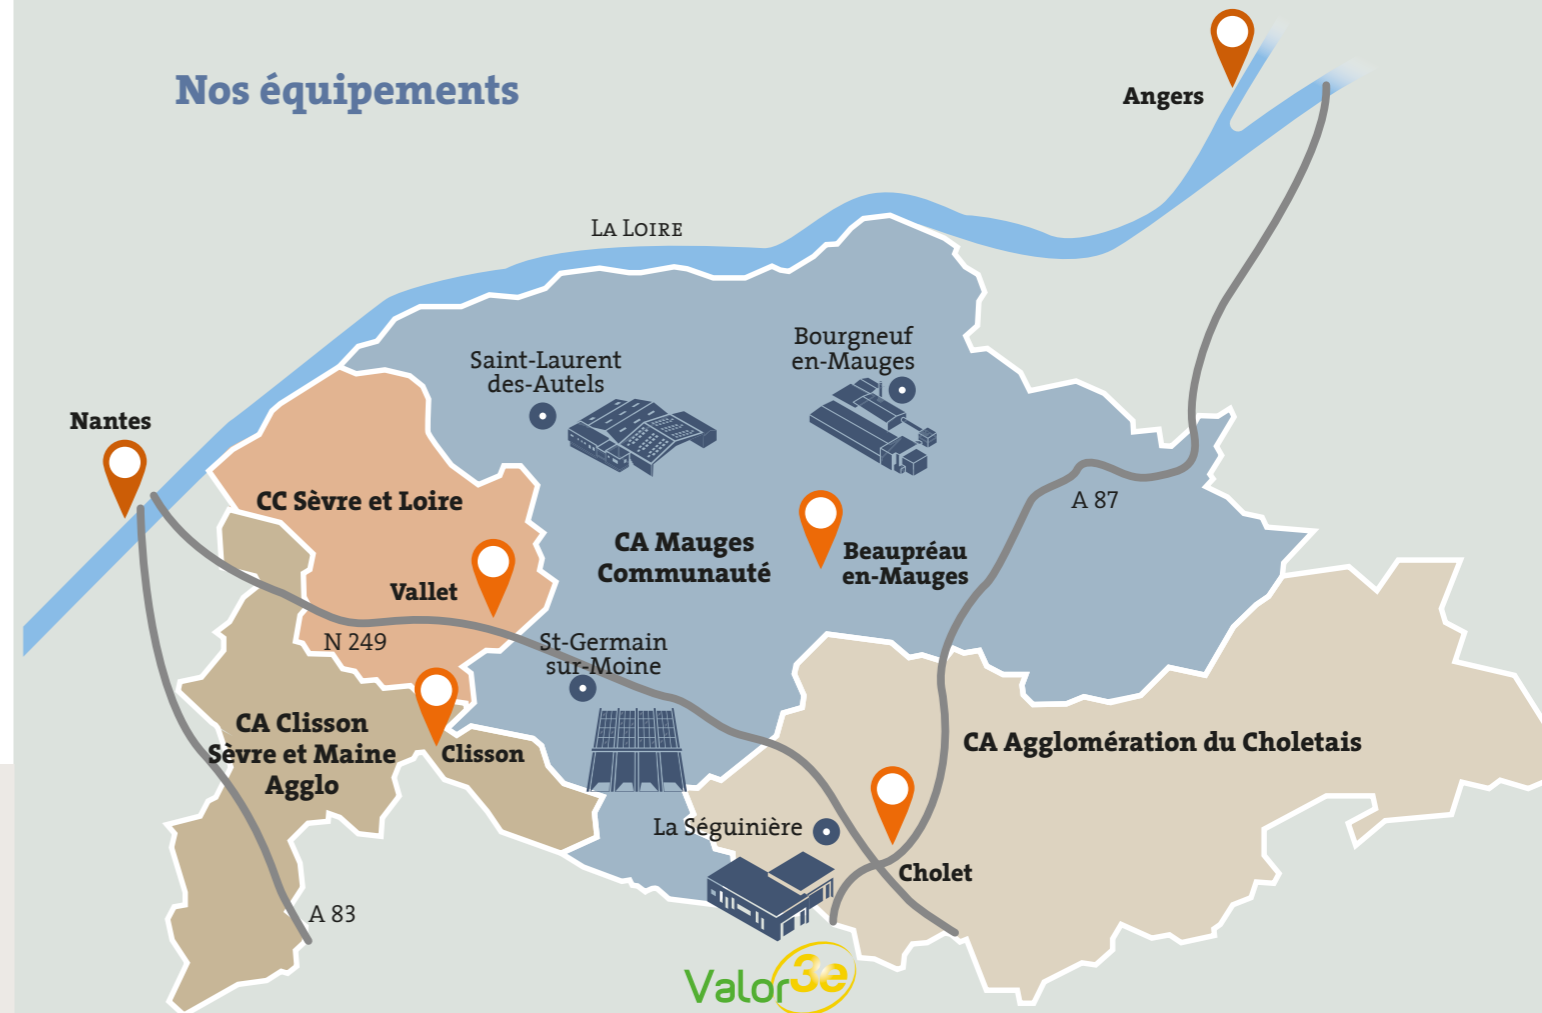 Nos équipements
Angers
LA LOIRE
Bourgneuf
en-Mauges
Saint-Laurent
des-Autels
Nantes
CC Sèvre et Loire
A 87
CA Mauges
Communauté
Beaupréau
en-Mauges
Vallet
N 249
St-Germain
sur-Moine
CA Clisson
Sèvre et Maine
Agglo
Clisson
CA Agglomération du Choletais
La Séguinière
Cholet
A 83
Valor3e